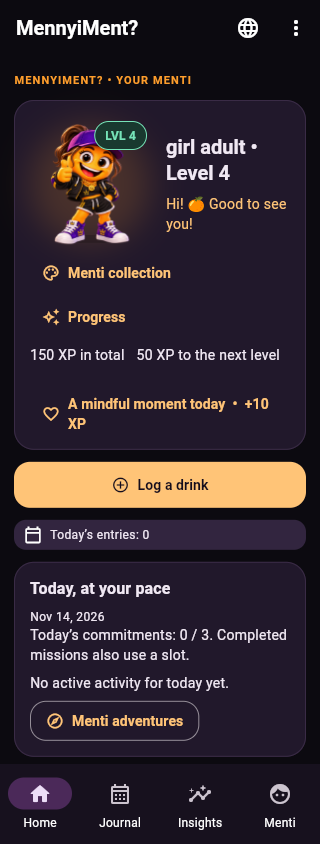 MennyiMent?
MENNYIMENT? • YOUR MENTI
LVL 4
girl adult •
Level 4
Hi! 🍊 Good to see
you!
Menti collection
Progress
150 XP in total 50 XP to the next level
A mindful moment today • +10
XP
Log a drink
Today’s entries: 0
Today, at your pace
Nov 14, 2026
Today’s commitments: 0 / 3. Completed
missions also use a slot.
No active activity for today yet.
Menti adventures
Home Journal Insights Menti